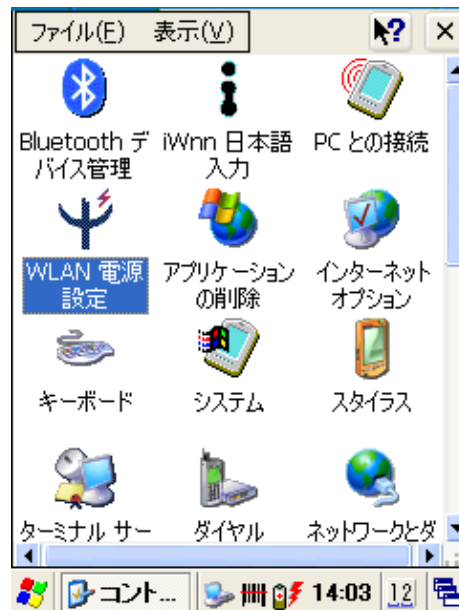 ファイル(F) 表示(V)
Bluetooth デ
バイス管理
iWnn 日本語
入力
PC との接続
WLAN 電源
設定
アプリケーション
の削除
インターネット
オプション
キーボード
システム
スタイラス
ターミナル サー
ダイヤル
ネットワークとダ
コント... 14:03 12